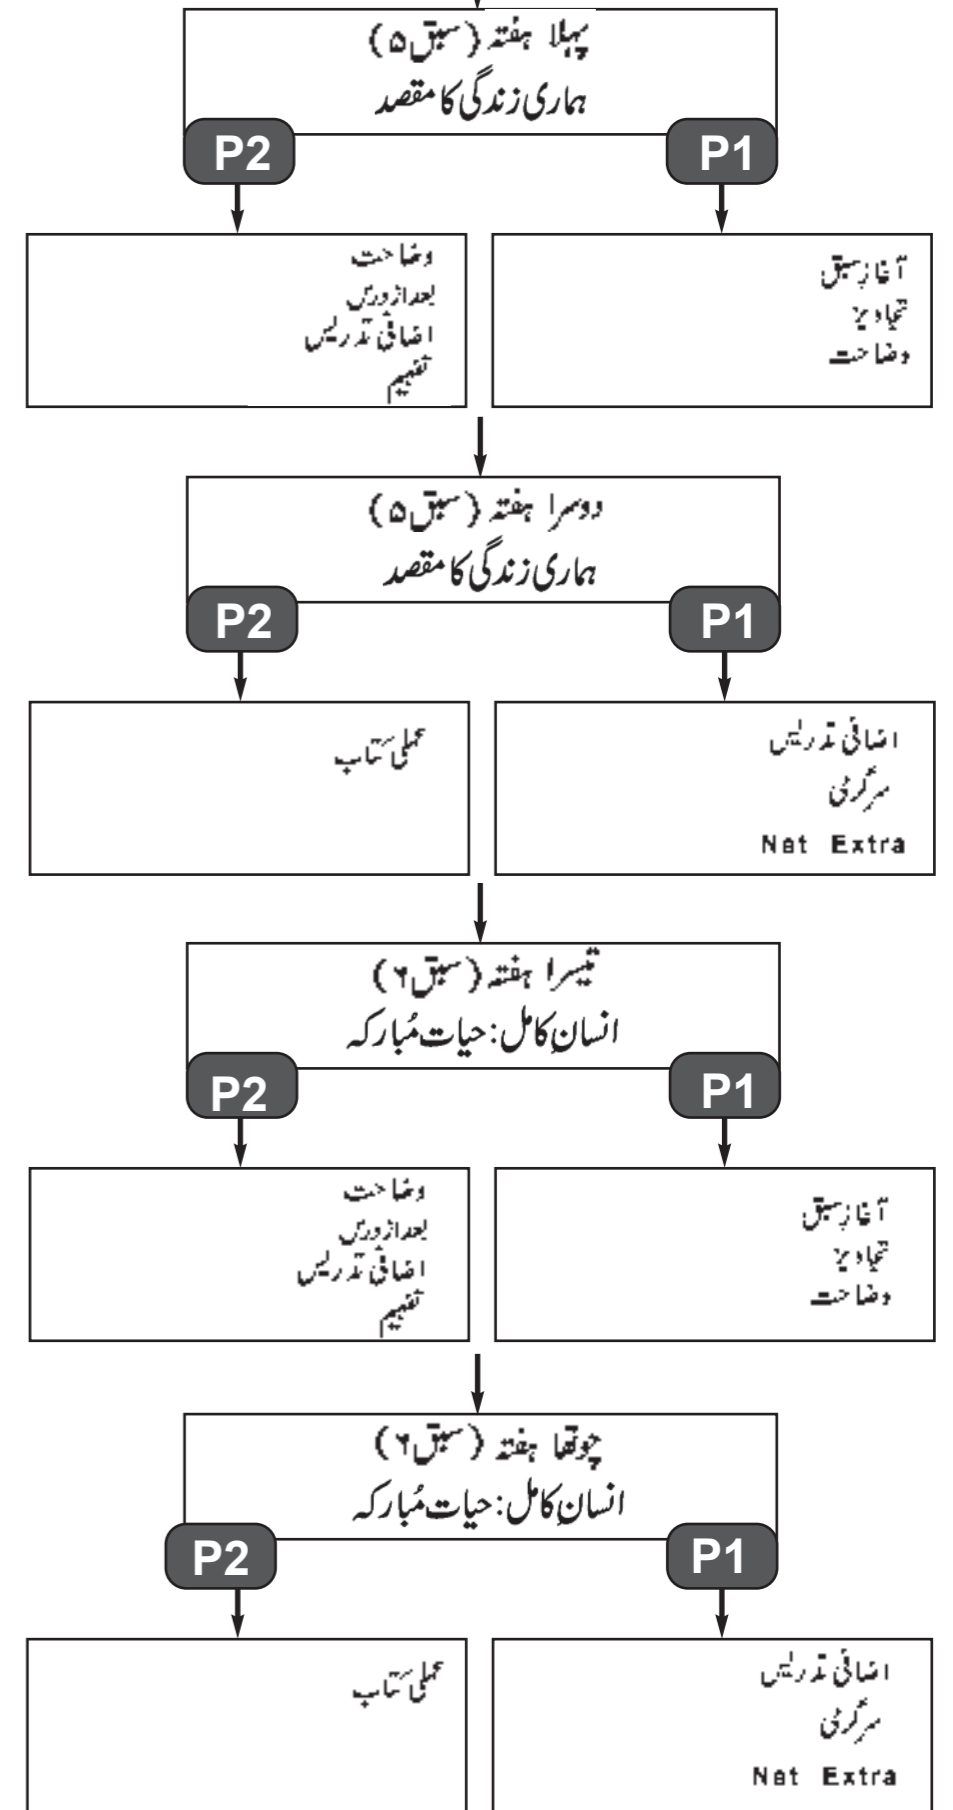 پہلا ہفتہ (سبق ۵)
ہماری زندگی کا مقصد
P1
P2
آغازِ سبق
تجاویز
وضاحت
وضاحت
بعد از درس
اضافی تدریس
تفہیم
دوسرا ہفتہ (سبق ۵)
ہماری زندگی کا مقصد
P1
P2
اضافی تدریس
سرگرمی
Net Extra
عملی کتاب
تیسرا ہفتہ (سبق ۶)
انسانِ کامل: حیات مُبارکہ
P1
P2
آغازِ سبق
تجاویز
وضاحت
وضاحت
بعد از درس
اضافی تدریس
تفہیم
چوتھا ہفتہ (سبق ۶)
انسانِ کامل: حیات مُبارکہ
P1
P2
اضافی تدریس
سرگرمی
Net Extra
عملی کتاب